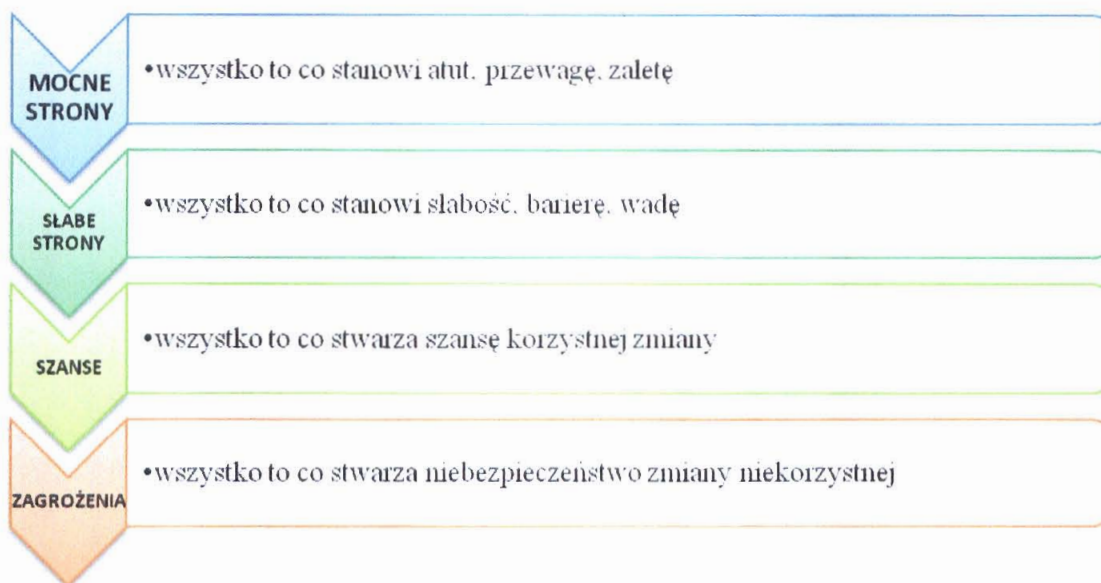 MOCNE
STRONY
•wszystko to co stanowi atut, przewagę, zaletę
SŁABE
STRONY
•wszystko to co stanowi słabość, barierę, wadę
SZANSE
•wszystko to co stwarza szansę korzystnej zmiany
ZAGROŻENIA
•wszystko to co stwarza niebezpieczeństwo zmiany niekorzystnej